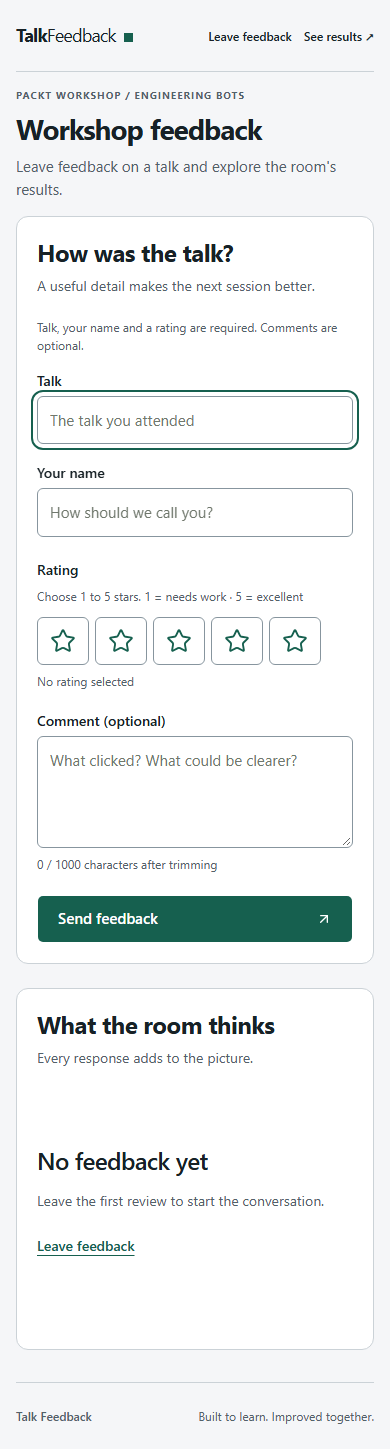 TalkFeedback
Leave feedback See results ↗
PACKT WORKSHOP / ENGINEERING BOTS
Workshop feedback
Leave feedback on a talk and explore the room's
results.
How was the talk?
A useful detail makes the next session better.
Talk, your name and a rating are required. Comments are
optional.
Talk
The talk you attended
Your name
How should we call you?
Rating
Choose 1 to 5 stars. 1 = needs work · 5 = excellent
No rating selected
Comment (optional)
What clicked? What could be clearer?
0 / 1000 characters after trimming
Send feedback
What the room thinks
Every response adds to the picture.
No feedback yet
Leave the first review to start the conversation.
Leave feedback
Talk Feedback
Built to learn. Improved together.